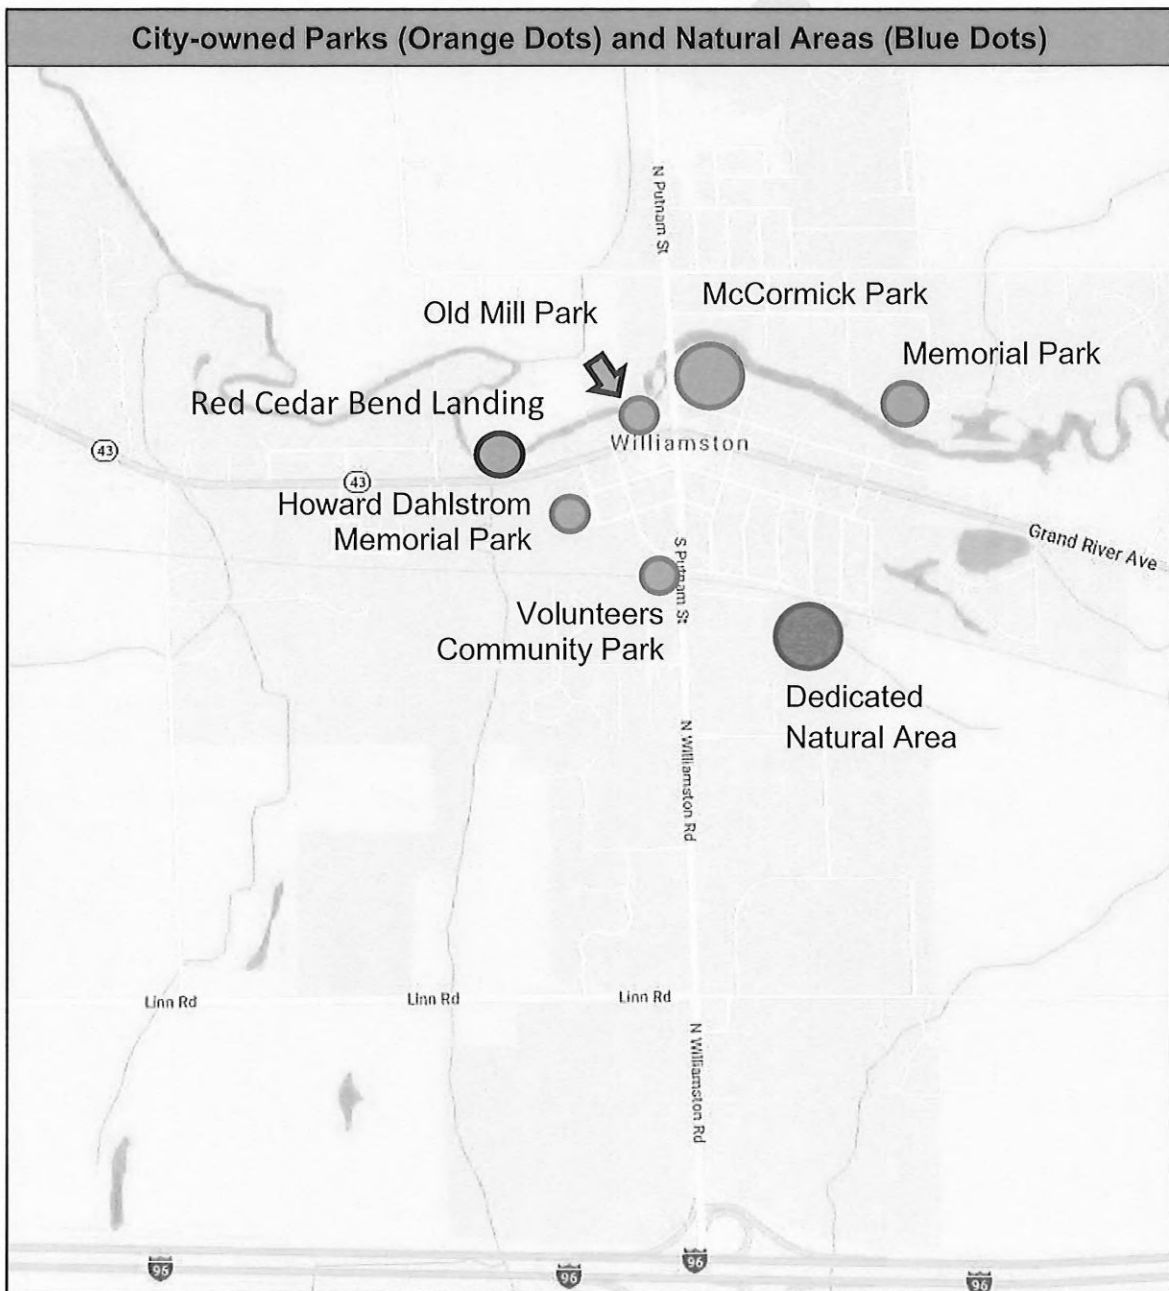 City-owned Parks (Orange Dots) and Natural Areas (Blue Dots)
N Putnam St
McCormick Park
Old Mill Park
Memorial Park
Red Cedar Bend Landing
Williamston
43
43
Howard Dahlstrom
Memorial Park
Grand River Ave
S Putnam St
Volunteers
Community Park
Dedicated
Natural Area
N Williamston Rd
Linn Rd
Linn Rd
Linn Rd
N Williamston Rd
96
96
96
96